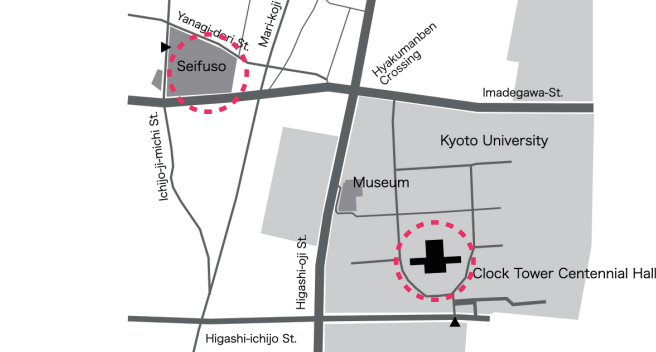 Yanagi-dori St.
Mari-koji
Seifuso
Hyakumanben
Crossing
Imadegawa-St.
Ichijo-ji-michi St.
Kyoto University
Museum
Higashi-oji St.
Clock Tower Centennial Hall
Higashi-ichijo St.